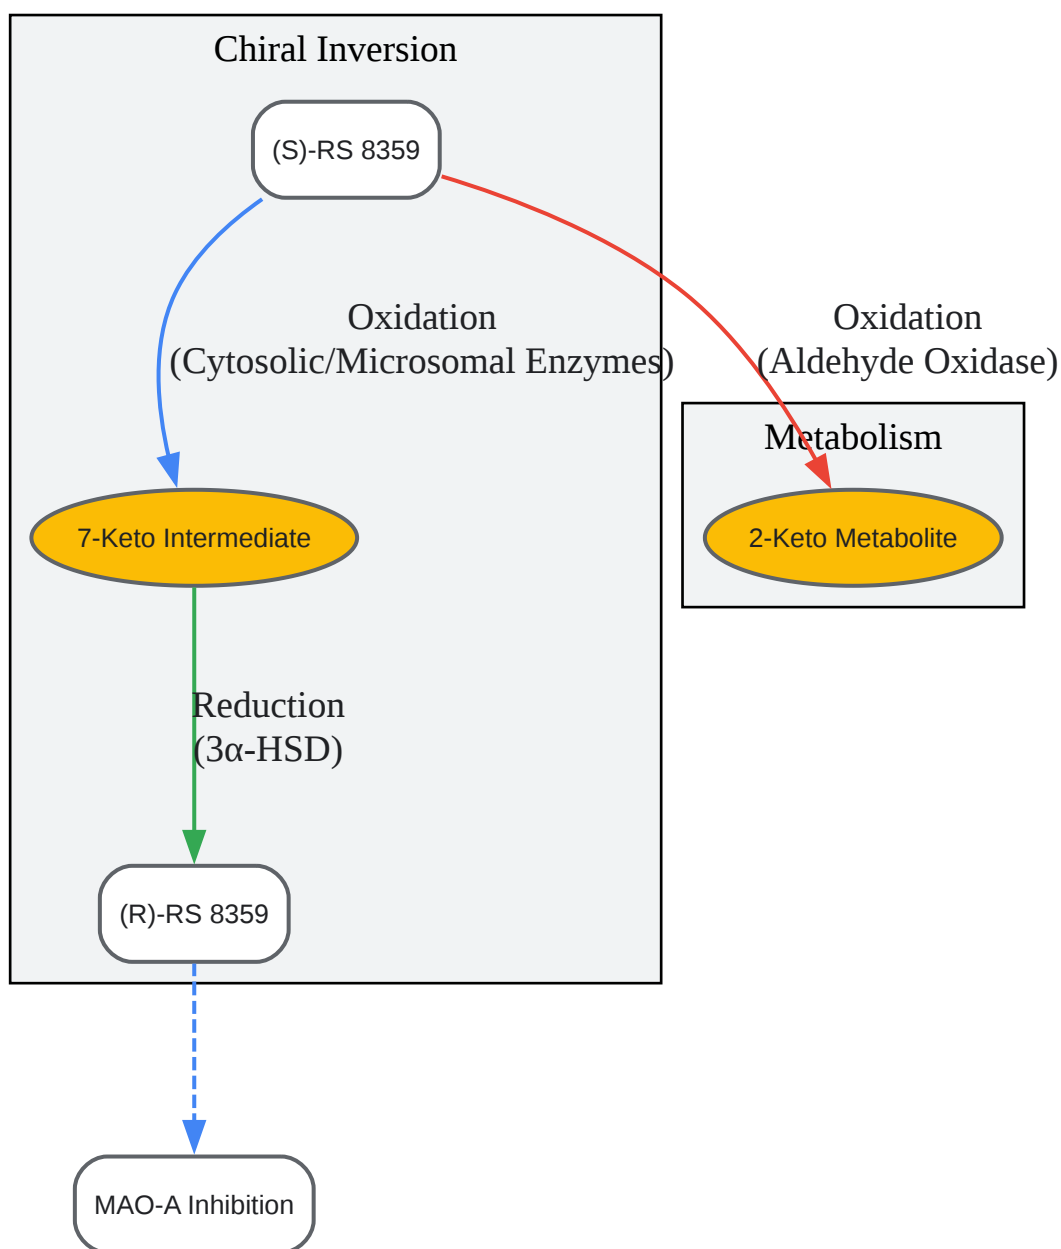 Chiral Inversion
(S)-RS 8359
Oxidation
(Cytosolic/Microsomal Enzymes)
Oxidation
(Aldehyde Oxidase)
Metabolism
7-Keto Intermediate
2-Keto Metabolite
Reduction
(3α-HSD)
(R)-RS 8359
MAO-A Inhibition